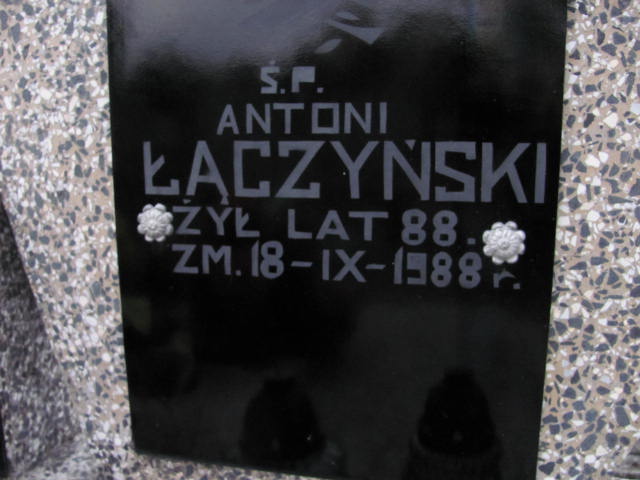 Ś.P.
ANTONI
ŁĄCZYŃSKI
ŻYŁ LAT 88.
ZM. 18-IX-1988 r.